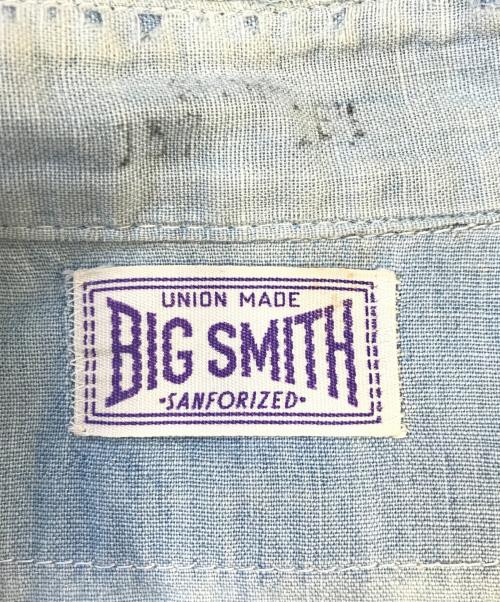 UNION MADE
BIG SMITH
·SANFORIZED·